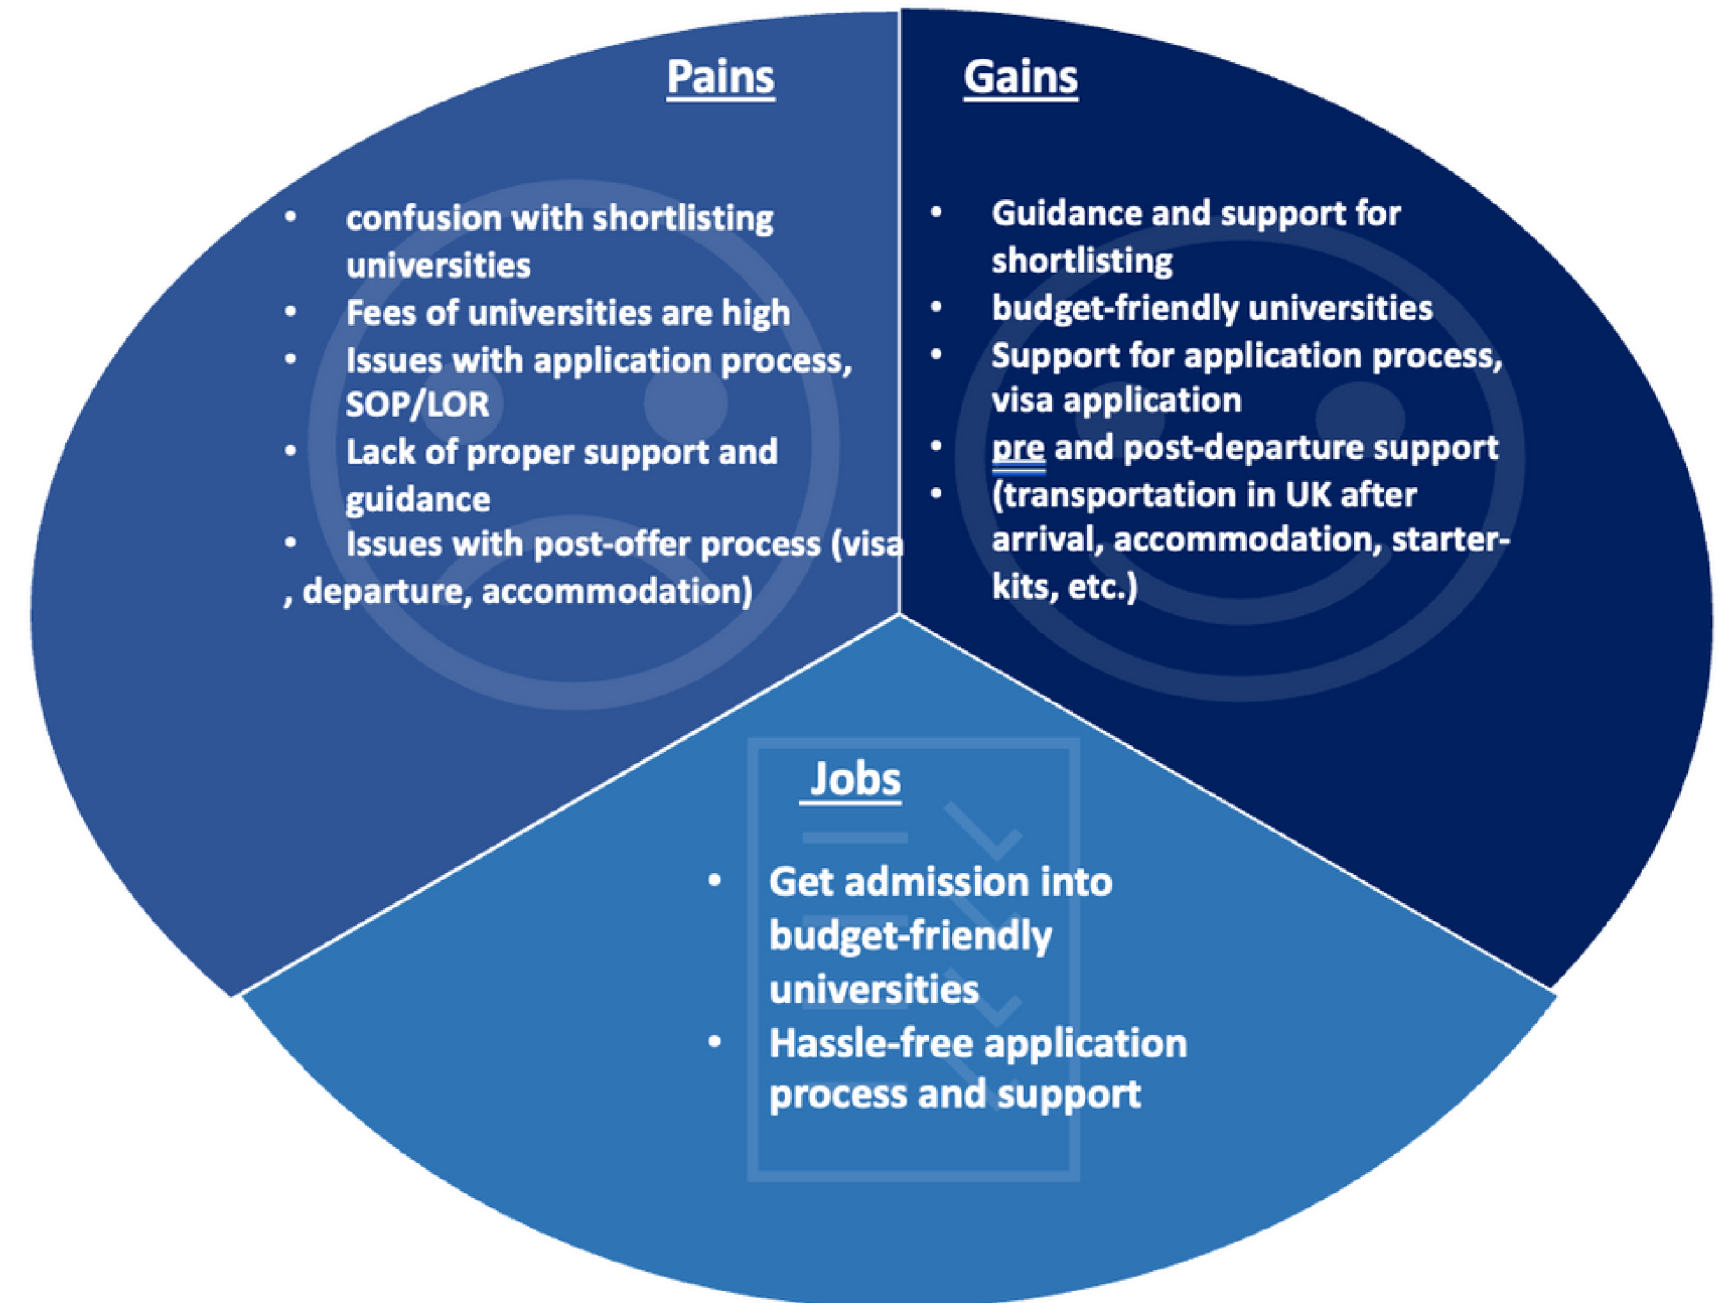 Pains
• confusion with shortlisting
universities
• Fees of universities are high
• Issues with application process,
SOP/LOR
• Lack of proper support and
guidance
• Issues with post-offer process (visa
, departure, accommodation)
Gains
• Guidance and support for
shortlisting
• budget-friendly universities
• Support for application process,
visa application
• pre and post-departure support
• (transportation in UK after
arrival, accommodation, starter-
kits, etc.)
Jobs
• Get admission into
budget-friendly
universities
• Hassle-free application
process and support